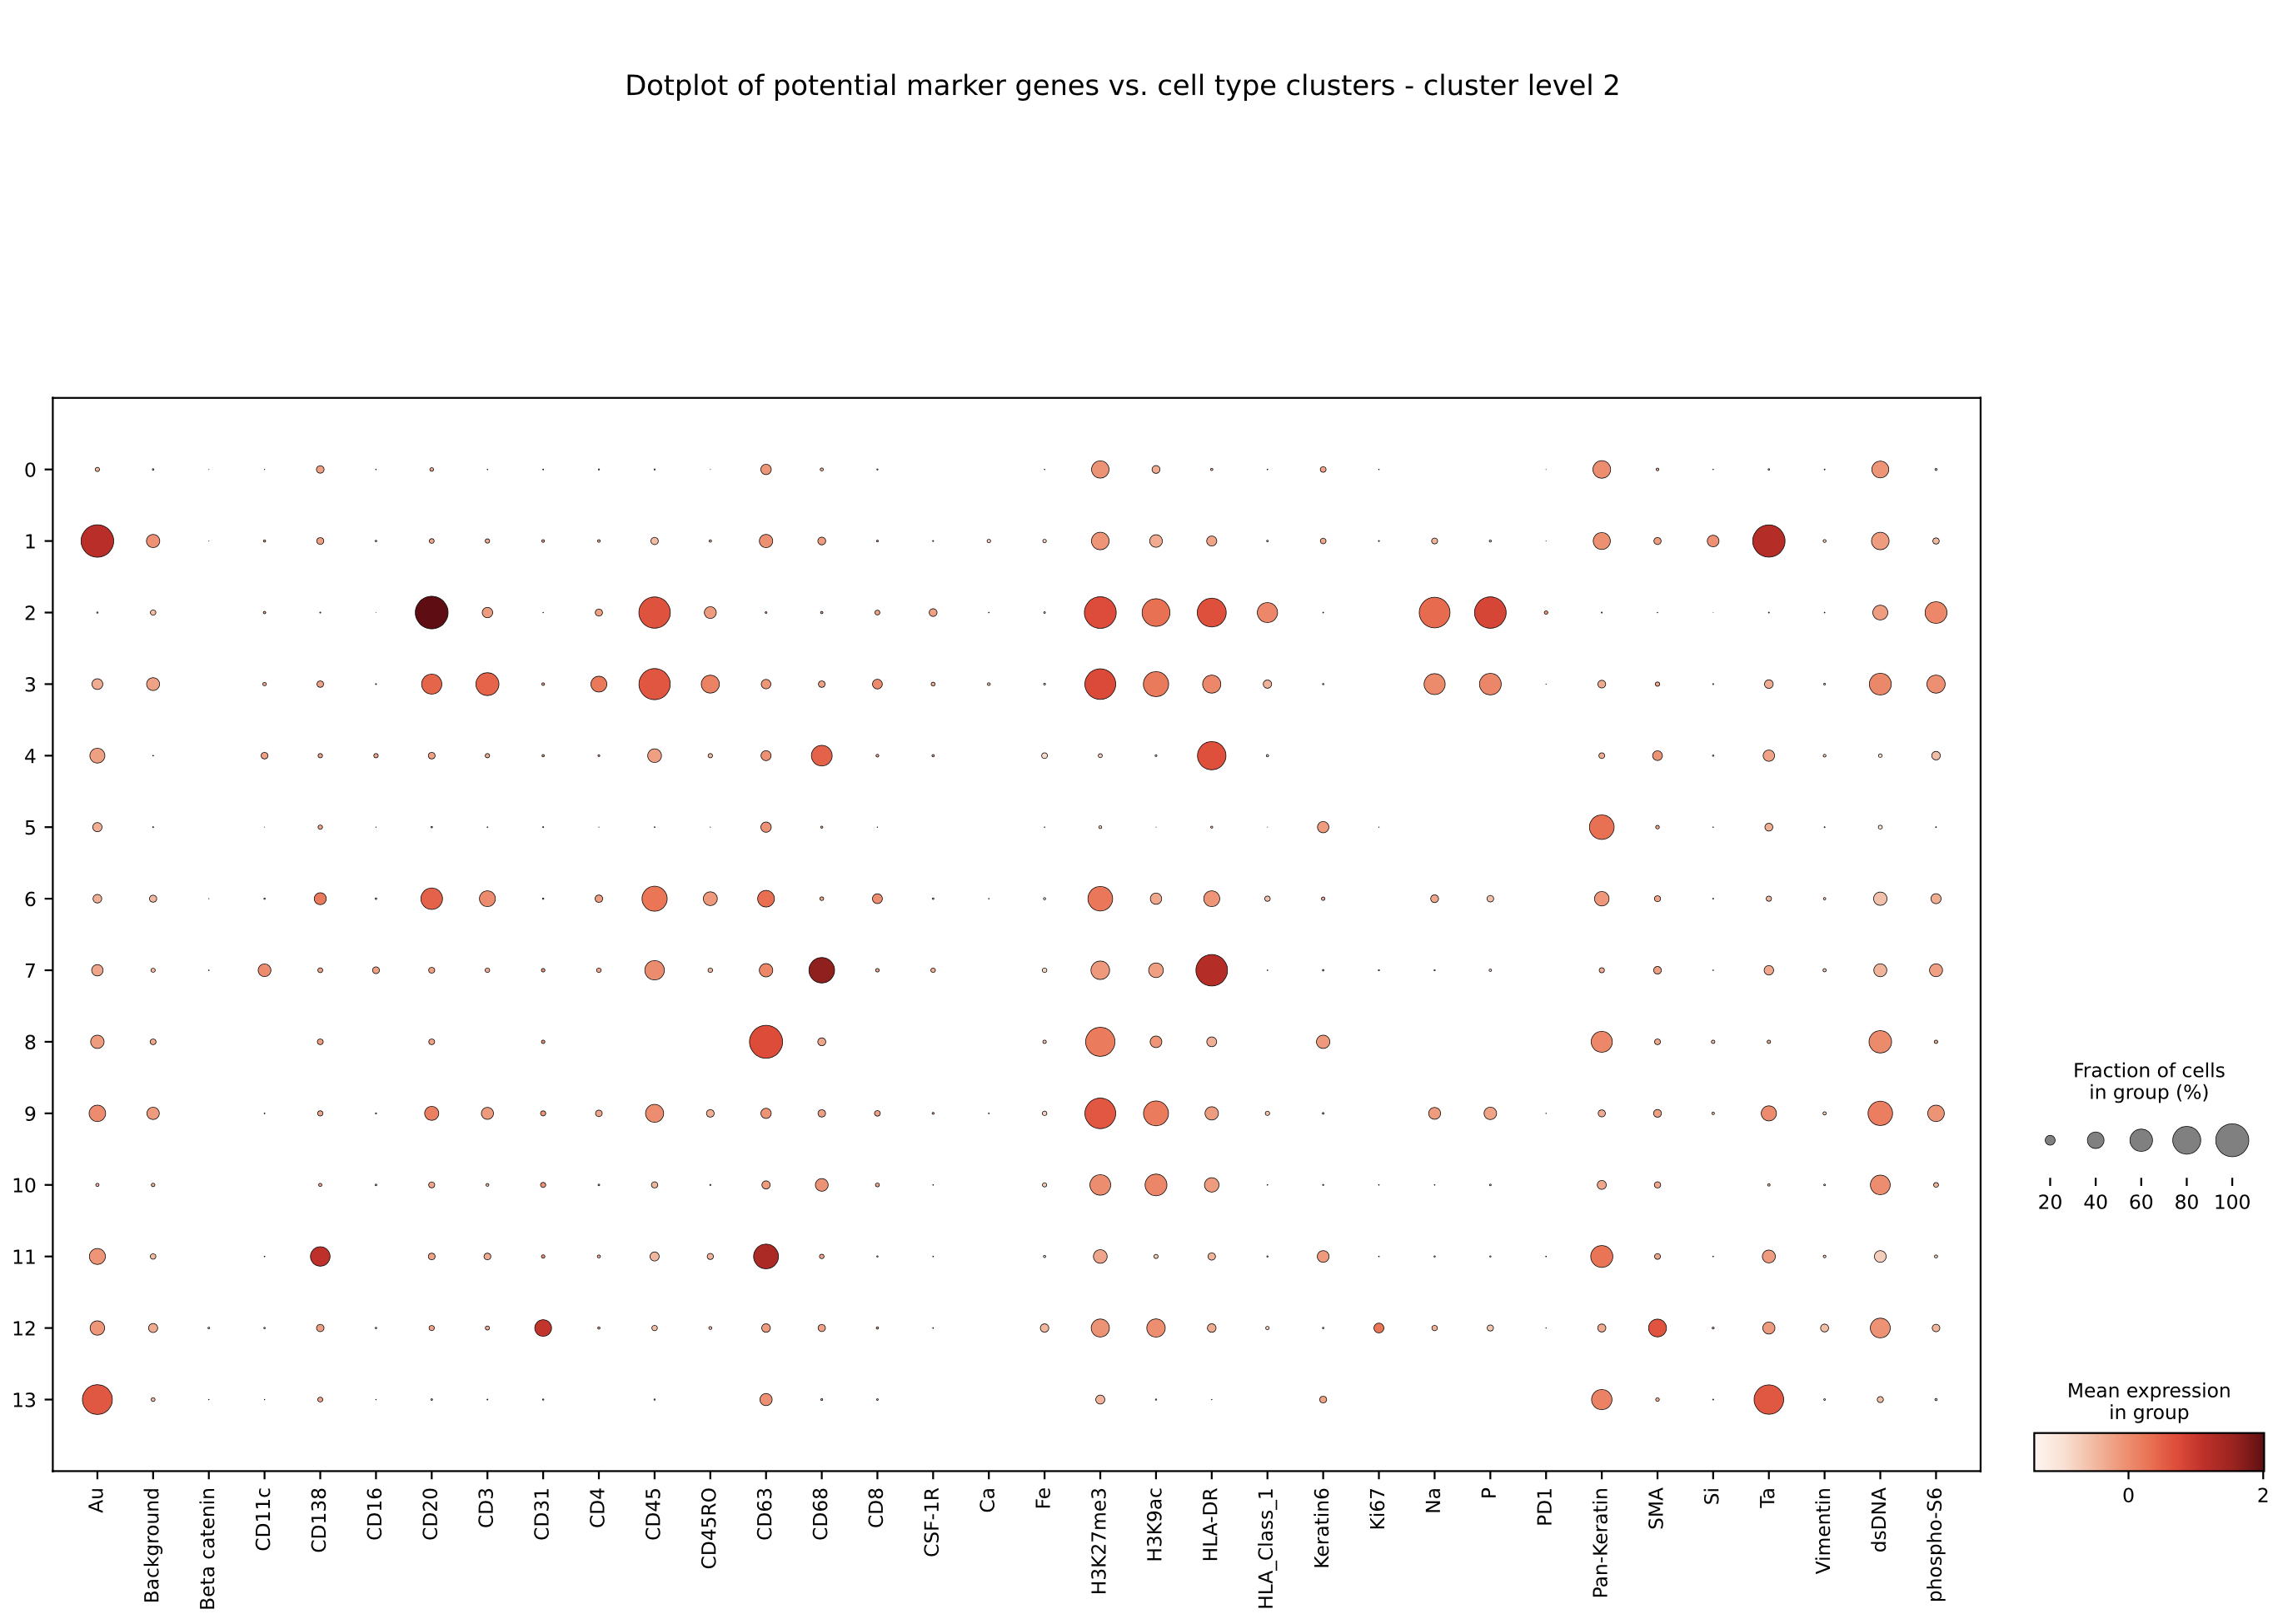 Dotplot of potential marker genes vs. cell type clusters - cluster level 2
0
1
2
3
4
5
6
7
8
9
10
11
12
13
Au
Background
Beta catenin
CD11c
CD138
CD16
CD20
CD3
CD31
CD4
CD45
CD45RO
CD63
CD68
CD8
CSF-1R
Ca
Fe
H3K27me3
H3K9ac
HLA-DR
HLA_Class_1
Keratin6
Ki67
Na
P
PD1
Pan-Keratin
SMA
Si
Ta
Vimentin
dsDNA
phospho-S6
Fraction of cells
in group (%)
20 40 60 80 100
Mean expression
in group
0 2